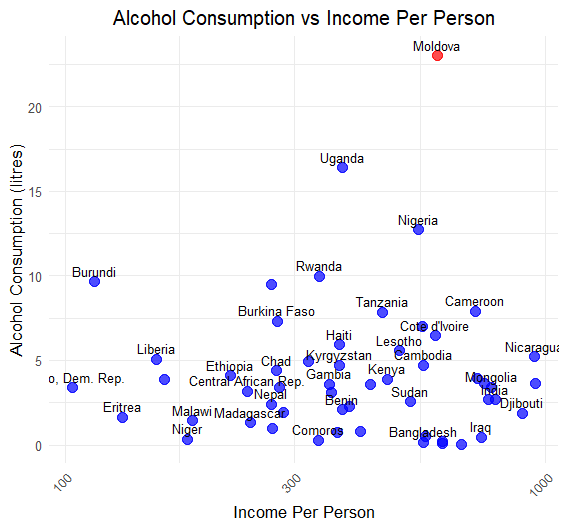 Alcohol Consumption vs Income Per Person
Moldova
20
Uganda
15
Nigeria
Rwanda
Burundi
10
Tanzania
Cameroon
Burkina Faso
Cote d'Ivoire
Haiti
Lesotho
Nicaragua
Liberia
Kyrgyzstan
Cambodia
5
Ethiopia
Chad
Gambia
Kenya
o, Dem. Rep.
Central African Rep.
Mongolia
Nepal
Benin
Sudan
India
Eritrea
Malawi
Madagascar
Djibouti
Niger
Comoros
Bangladesh
Iraq
0
100
300
1000
Income Per Person
Alcohol Consumption (litres)